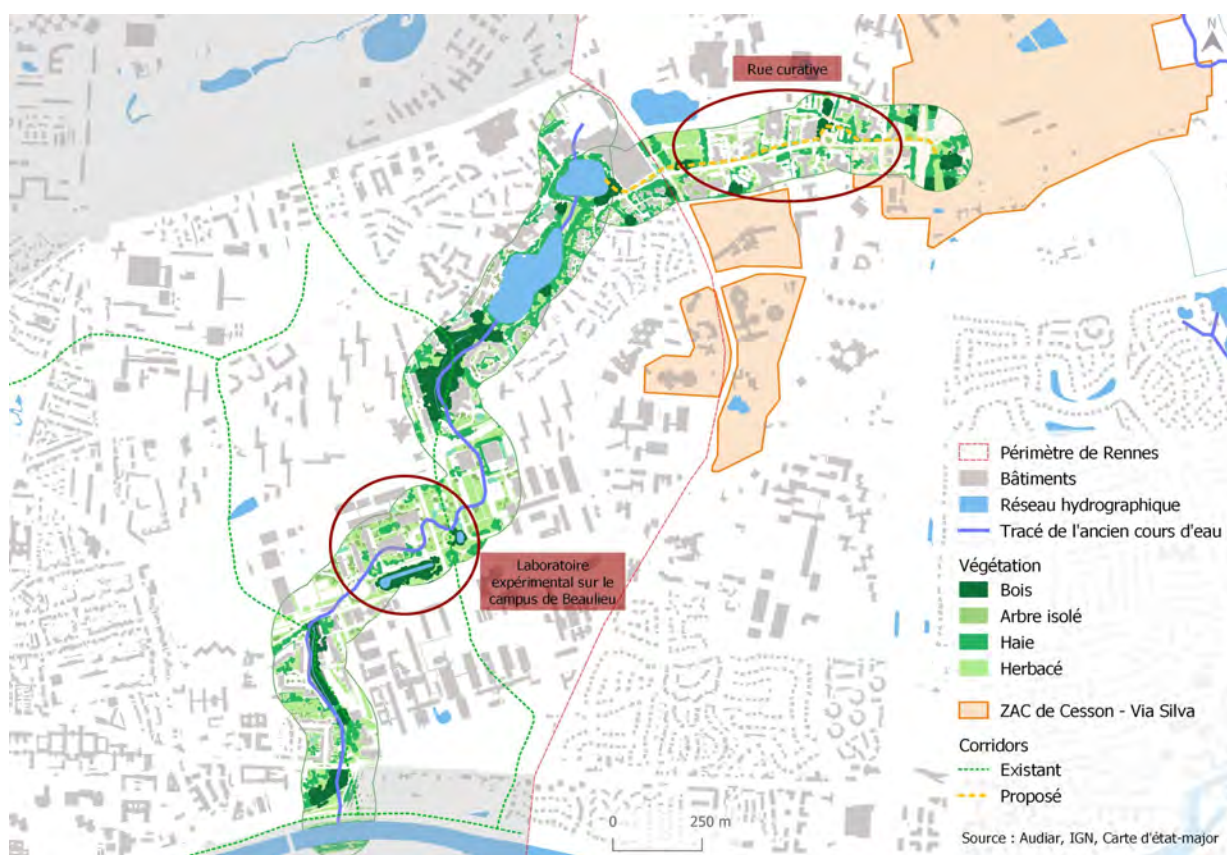 N
Rue curative
Laboratoire
expérimental sur le
campus de Beaulieu
Périmètre de Rennes
Bâtiments
Réseau hydrographique
Tracé de l'ancien cours d'eau
Végétation
Bois
Arbre isolé
Haie
Herbacé
ZAC de Cesson - Via Silva
Corridors
Existant
Proposé
0 250 m
Source : Audiar, IGN, Carte d'état-major